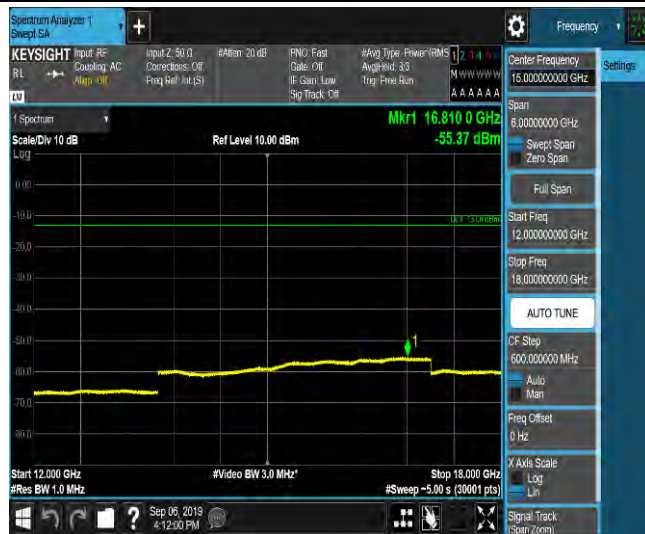 Spectrum Analyzer 1
Swept SA
+
Frequency
KEYSIGHT Input: RF
Coupling: AC
Align: Off
RL
Input Z: 50 Ω
Corrections: Off
Freq Ref: Int (S)
#Atten: 20 dB
PNO: Fast
Gate: Off
IF Gain: Low
Sig Track: Off
#Avg Type: Power (RMS
Avg|Hold: 3/3
Trig: Free Run
M W W W W W
A A A A A A
1 Spectrum
Scale/Div 10 dB
Log
Ref Level 10.00 dBm
Mkr1 16.810 0 GHz
-55.37 dBm
0.00
-10.0
-20.0
-30.0
-40.0
-50.0
-60.0
-70.0
-80.0
DL1 -13.00 dBm
1
Start 12.000 GHz
#Res BW 1.0 MHz
#Video BW 3.0 MHz*
Stop 18.000 GHz
#Sweep ~5.00 s (30001 pts)
Sep 06, 2019
4:12:00 PM
Center Frequency
15.000000000 GHz
Settings
Span
6.00000000 GHz
Swept Span
Zero Span
Full Span
Start Freq
12.000000000 GHz
Stop Freq
18.000000000 GHz
AUTO TUNE
CF Step
600.000000 MHz
Auto
Man
Freq Offset
0 Hz
X Axis Scale
Log
Lin
Signal Track
(Span Zoom)